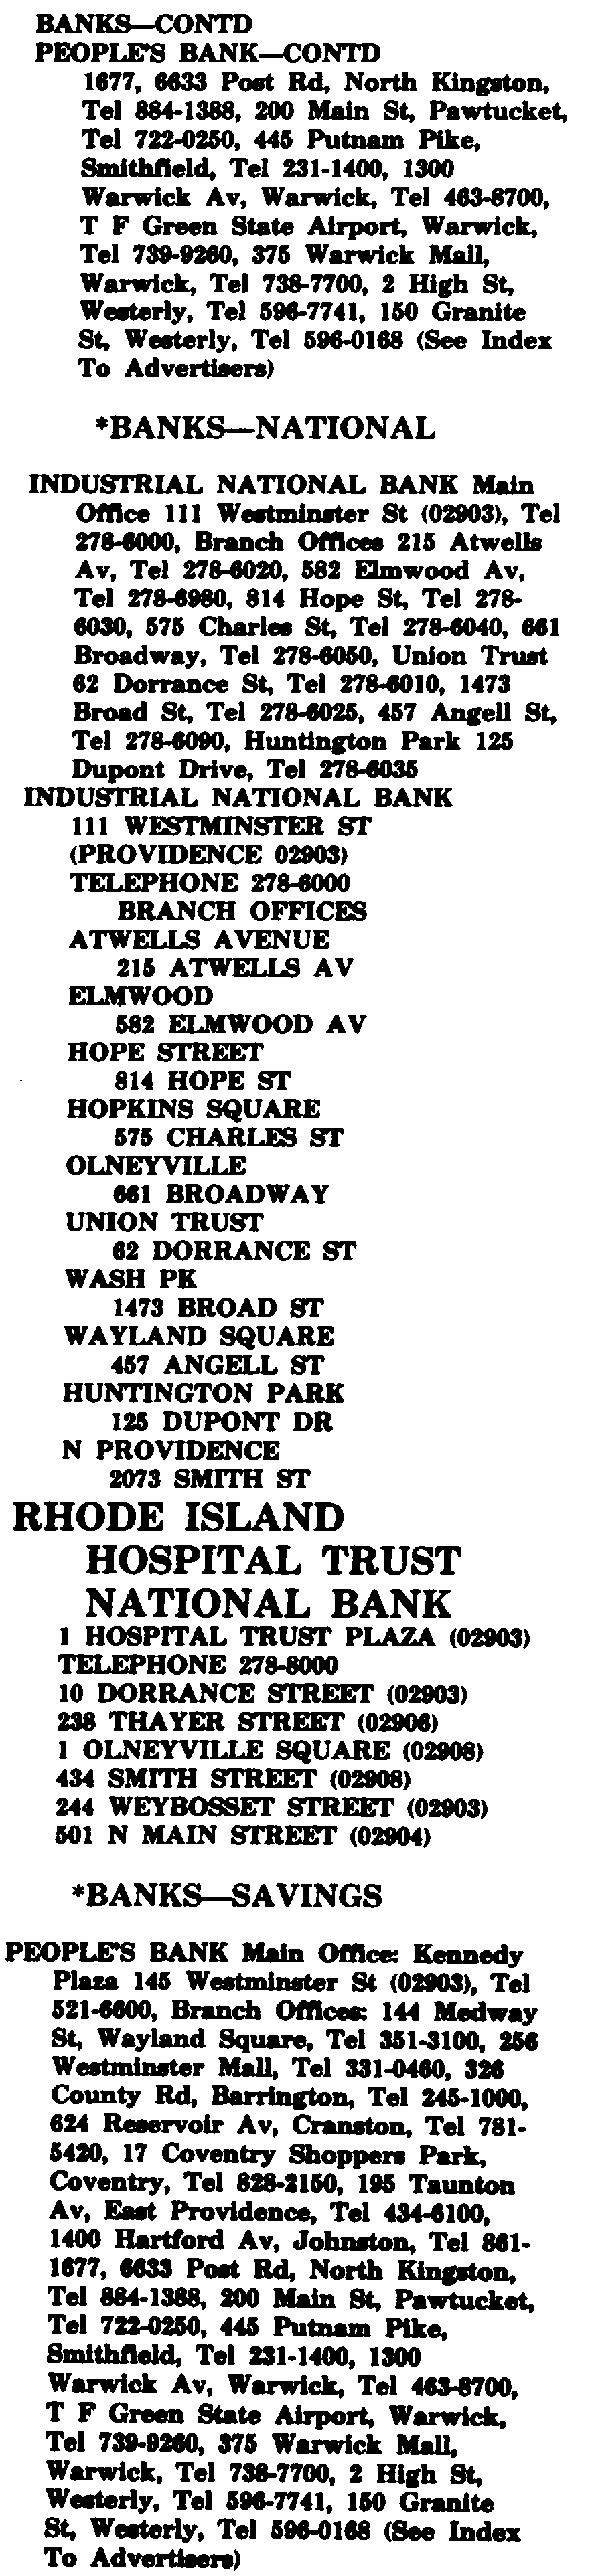 BANKS—CONTD
PEOPLE'S BANK—CONTD
1677, 6633 Post Rd, North Kingston,
Tel 884-1388, 200 Main St, Pawtucket,
Tel 722-0250, 445 Putnam Pike,
Smithfield, Tel 231-1400, 1300
Warwick Av, Warwick, Tel 463-8700,
T F Green State Airport, Warwick,
Tel 739-9260, 375 Warwick Mall,
Warwick, Tel 738-7700, 2 High St,
Westerly, Tel 596-7741, 150 Granite
St, Westerly, Tel 596-0168 (See Index
To Advertisers)
*BANKS—NATIONAL
INDUSTRIAL NATIONAL BANK Main
Office 111 Westminster St (02903), Tel
278-6000, Branch Offices 215 Atwells
Av, Tel 278-6020, 582 Elmwood Av,
Tel 278-6980, 814 Hope St, Tel 278-
6030, 575 Charles St, Tel 278-6040, 661
Broadway, Tel 278-6050, Union Trust
62 Dorrance St, Tel 278-6010, 1473
Broad St, Tel 278-6025, 457 Angell St,
Tel 278-6090, Huntington Park 125
Dupont Drive, Tel 278-6035
INDUSTRIAL NATIONAL BANK
111 WESTMINSTER ST
(PROVIDENCE 02903)
TELEPHONE 278-6000
BRANCH OFFICES
ATWELLS AVENUE
215 ATWELLS AV
ELMWOOD
582 ELMWOOD AV
HOPE STREET
814 HOPE ST
HOPKINS SQUARE
575 CHARLES ST
OLNEYVILLE
661 BROADWAY
UNION TRUST
62 DORRANCE ST
WASH PK
1473 BROAD ST
WAYLAND SQUARE
457 ANGELL ST
HUNTINGTON PARK
125 DUPONT DR
N PROVIDENCE
2073 SMITH ST
RHODE ISLAND
HOSPITAL TRUST
NATIONAL BANK
1 HOSPITAL TRUST PLAZA (02903)
TELEPHONE 278-8000
10 DORRANCE STREET (02903)
238 THAYER STREET (02906)
1 OLNEYVILLE SQUARE (02908)
434 SMITH STREET (02908)
244 WEYBOSSET STREET (02903)
501 N MAIN STREET (02904)
*BANKS—SAVINGS
PEOPLE'S BANK Main Office: Kennedy
Plaza 145 Westminster St (02903), Tel
521-6600, Branch Offices: 144 Medway
St, Wayland Square, Tel 351-3100, 256
Westminster Mall, Tel 331-0460, 326
County Rd, Barrington, Tel 245-1000,
624 Reservoir Av, Cranston, Tel 781-
5420, 17 Coventry Shoppers Park,
Coventry, Tel 828-2150, 195 Taunton
Av, East Providence, Tel 434-6100,
1400 Hartford Av, Johnston, Tel 861-
1677, 6633 Post Rd, North Kingston,
Tel 884-1388, 200 Main St, Pawtucket,
Tel 722-0250, 445 Putnam Pike,
Smithfield, Tel 231-1400, 1300
Warwick Av, Warwick, Tel 463-8700,
T F Green State Airport, Warwick,
Tel 739-9260, 375 Warwick Mall,
Warwick, Tel 738-7700, 2 High St,
Westerly, Tel 596-7741, 150 Granite
St, Westerly, Tel 596-0168 (See Index
To Advertisers)